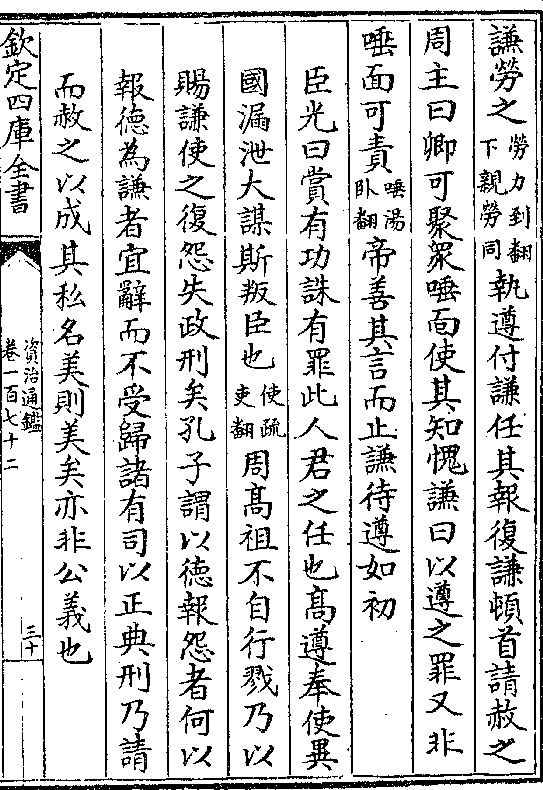 謙勞之勞力到翻下親勞同執遵付謙任其報復謙頓首請赦之
周主曰卿可聚衆唾面使其知愧謙曰以遵之罪又非
唾面可責唾湯卧翻帝善其言而止謙待遵如初
臣光曰賞有功誅有罪此人君之任也髙遵奉使異
國漏泄大謀斯叛臣也使疏吏翻周髙祖不自行戮乃以
賜謙使之復怨失政刑矣孔子謂以德報怨者何以
報德為謙者宜辭而不受歸諸有司以正典刑乃請
而赦之以成其私名美則美矣亦非公義也
欽定四庫全書
資治通鑑
卷一百七十二
三十